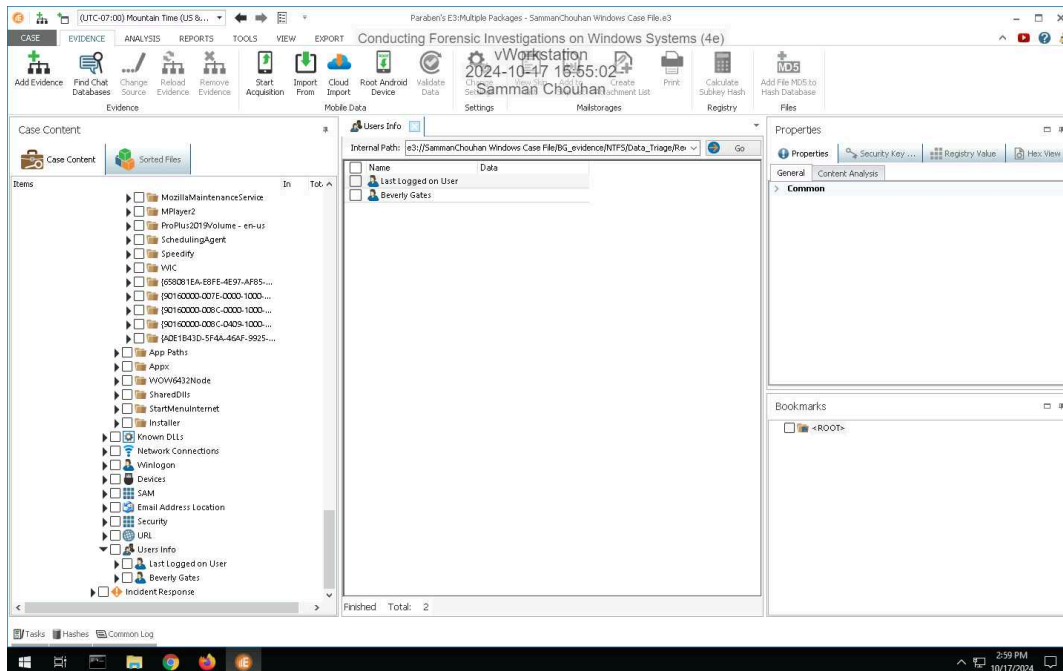 (UTC-07:00) Mountain Time (US &...
Paraben's E3:Multiple Packages - SammanChouhan Windows Case File.e3
CASE EVIDENCE ANALYSIS REPORTS TOOLS VIEW EXPORT
Conducting Forensic Investigations on Windows Systems (4e)
vWorkstation
2024-10-17 16:55:02
Samman Chouhan
Add Evidence
Find Chat Databases
Change Source
Reload Evidence
Remove Evidence
Start Acquisition
Import From
Cloud Import
Root Android Device
Validate Data
Create
Print
Calculate Subkey Hash
MD5
Add File MD5 to Hash Database
Evidence Mobile Data Settings Mailstorages Registry Files
Case Content
Case Content Sorted Files
Items In Tot.
MozillaMaintenanceService
MPlayer2
ProPlus2019Volume - en-us
SchedulingAgent
Speedify
WIC
{658081EA-E8FE-4E97-AF85-...
{90160000-007E-0000-1000-...
{90160000-008C-0000-1000-...
{90160000-008C-0409-1000-...
{A0E1B43D-5F4A-46AF-9925-...
App Paths
Appx
WOW6432Node
SharedDlls
StartMenuInternet
Installer
Known DLLs
Network Connections
Winlogon
Devices
SAM
Email Address Location
Security
URL
Users Info
Last Logged on User
Beverly Gates
Incident Response
Users Info
Internal Path: e3://SammanChouhan Windows Case File/BG_evidence/NTFS/Data_Triage/Re Go
Name Data
Last Logged on User
Beverly Gates
Finished Total: 2
Properties
Properties Security Key ... Registry Value Hex View
General Content Analysis
Common
Bookmarks
<ROOT>
Tasks Hashes Common Log
2:59 PM
10/17/2024